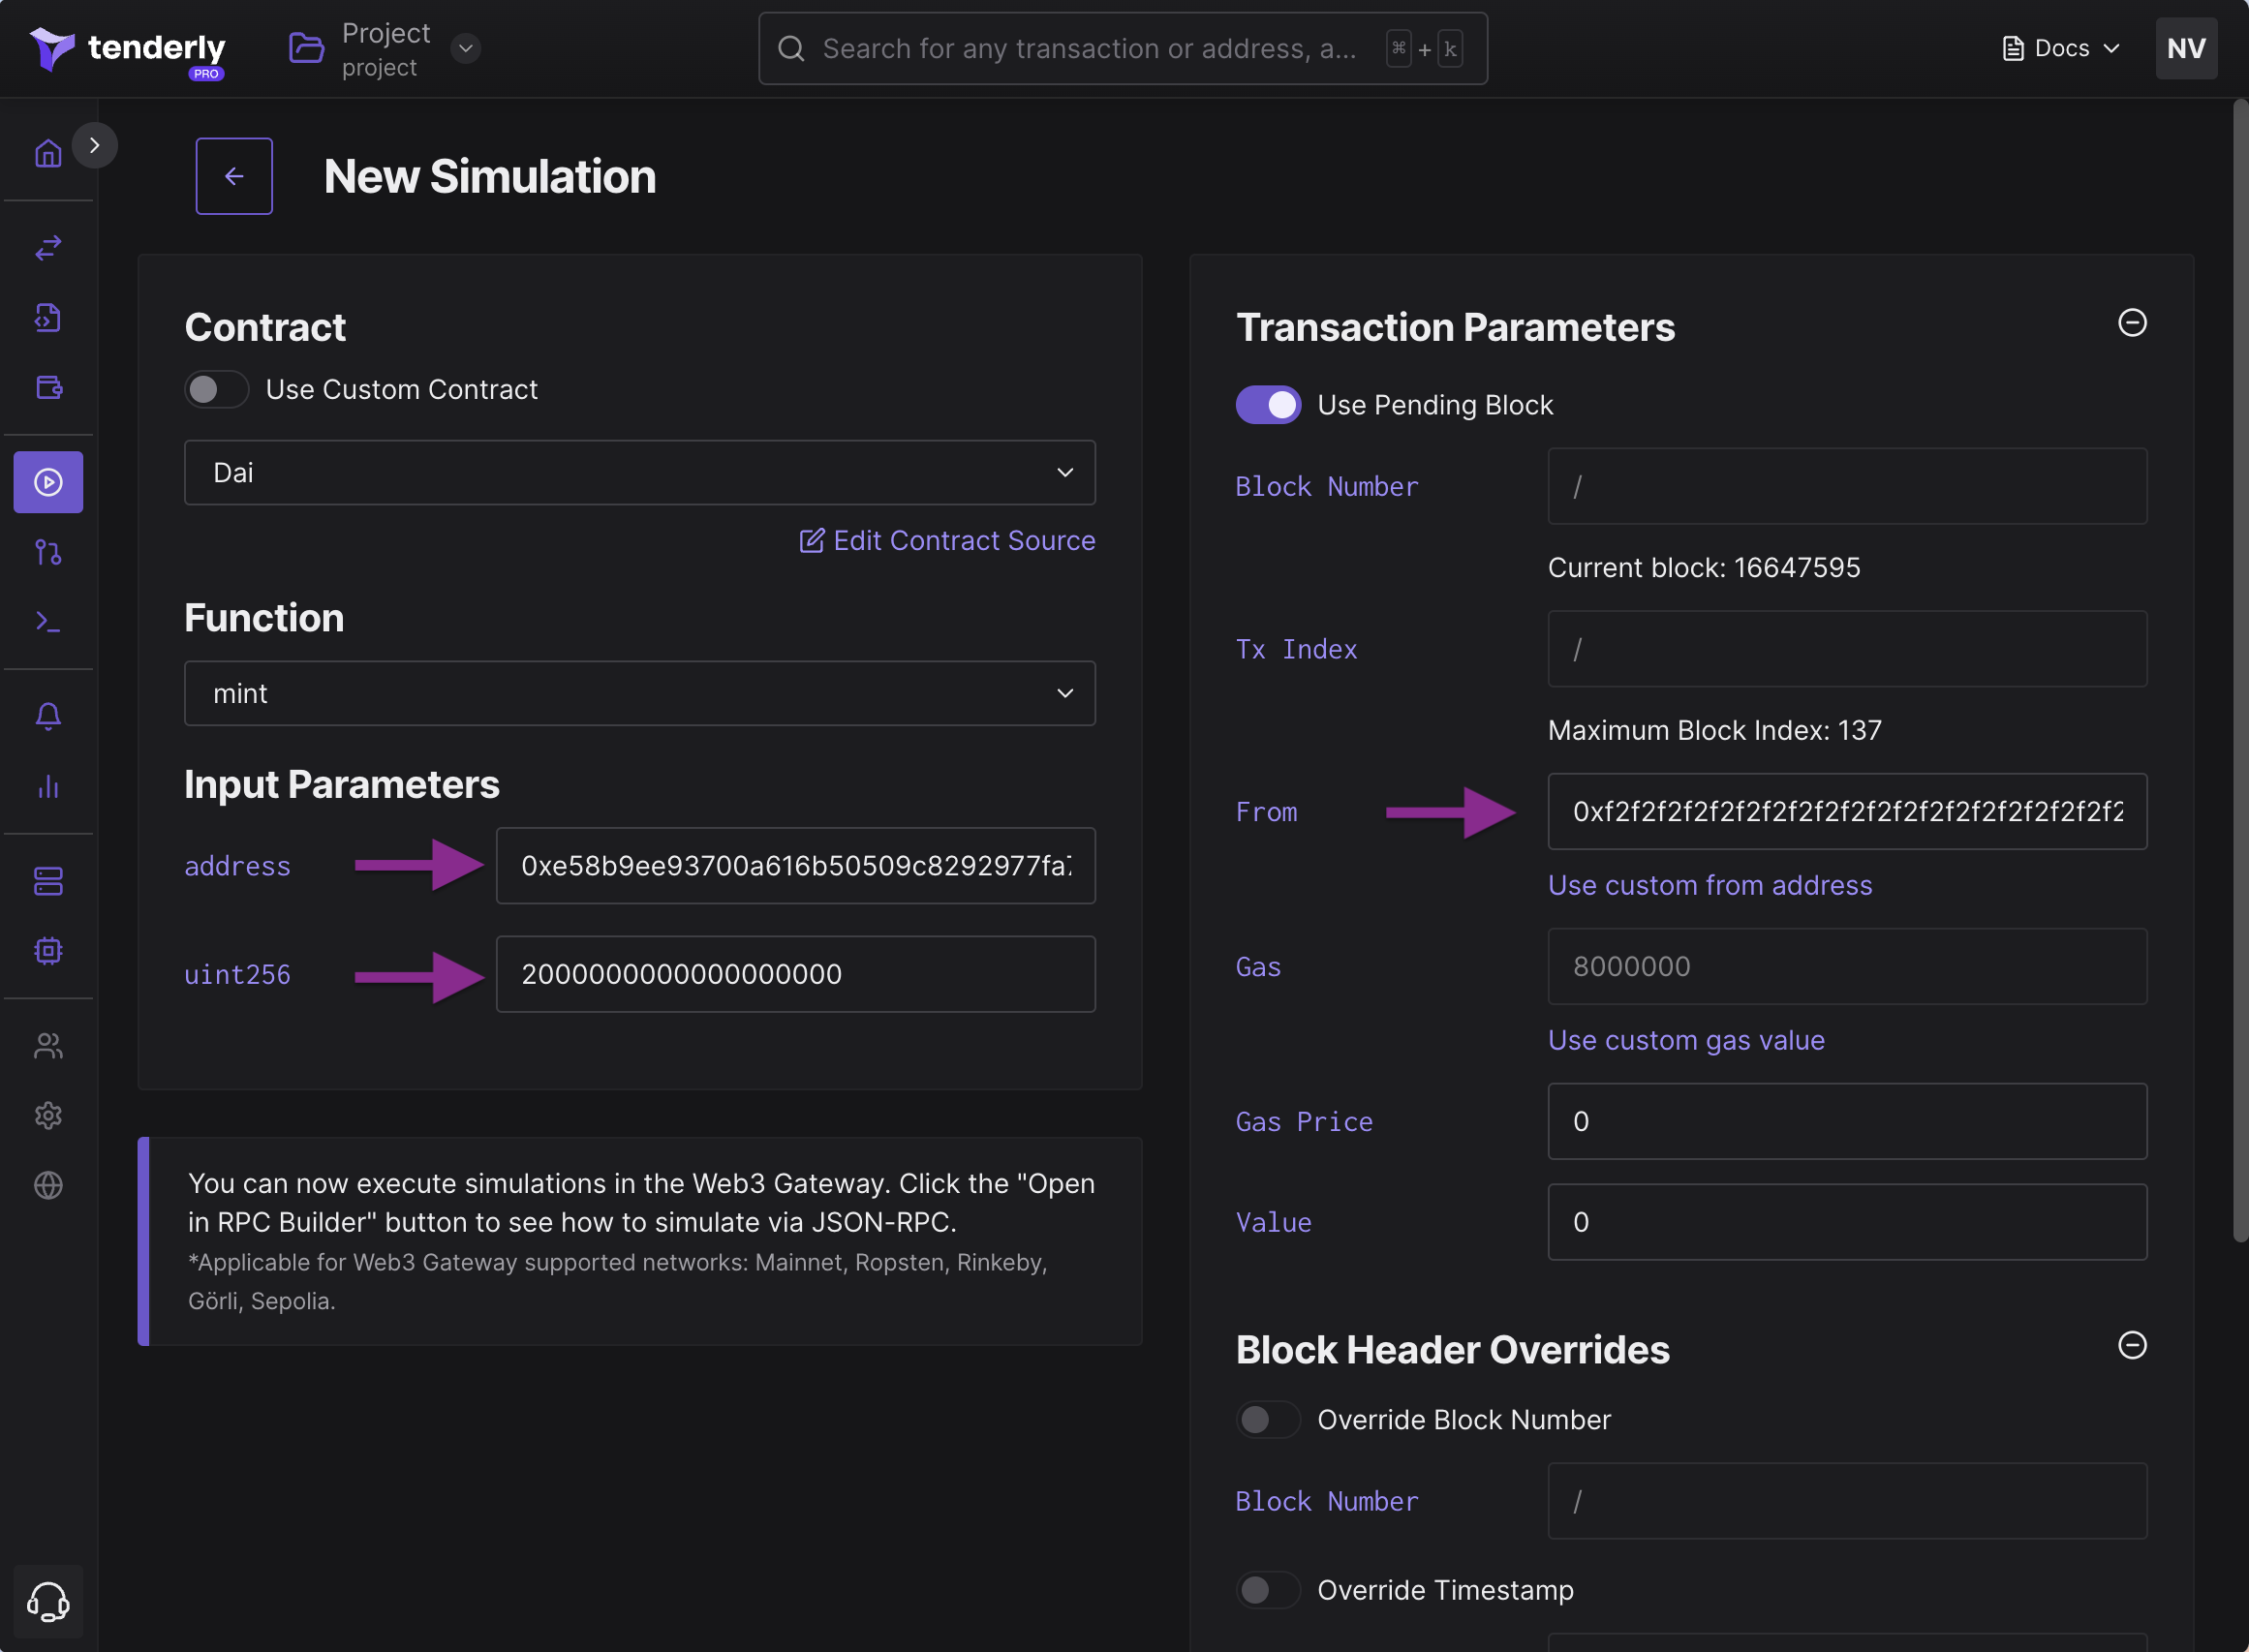 tenderly
PRO
Project
project
Search for any transaction or address, a...
⌘ + k
Docs
NV
New Simulation
Contract
Use Custom Contract
Dai
Edit Contract Source
Function
mint
Input Parameters
address
0xe58b9ee93700a616b50509c8292977fa7
uint256
2000000000000000000
You can now execute simulations in the Web3 Gateway. Click the "Open
in RPC Builder" button to see how to simulate via JSON-RPC.
*Applicable for Web3 Gateway supported networks: Mainnet, Ropsten, Rinkeby,
Görli, Sepolia.
Transaction Parameters
Use Pending Block
Block Number
/
Current block: 16647595
Tx Index
/
Maximum Block Index: 137
From
0xf2f2f2f2f2f2f2f2f2f2f2f2f2f2f2f2f2f2f2f2
Use custom from address
Gas
8000000
Use custom gas value
Gas Price
0
Value
0
Block Header Overrides
Override Block Number
Block Number
/
Override Timestamp